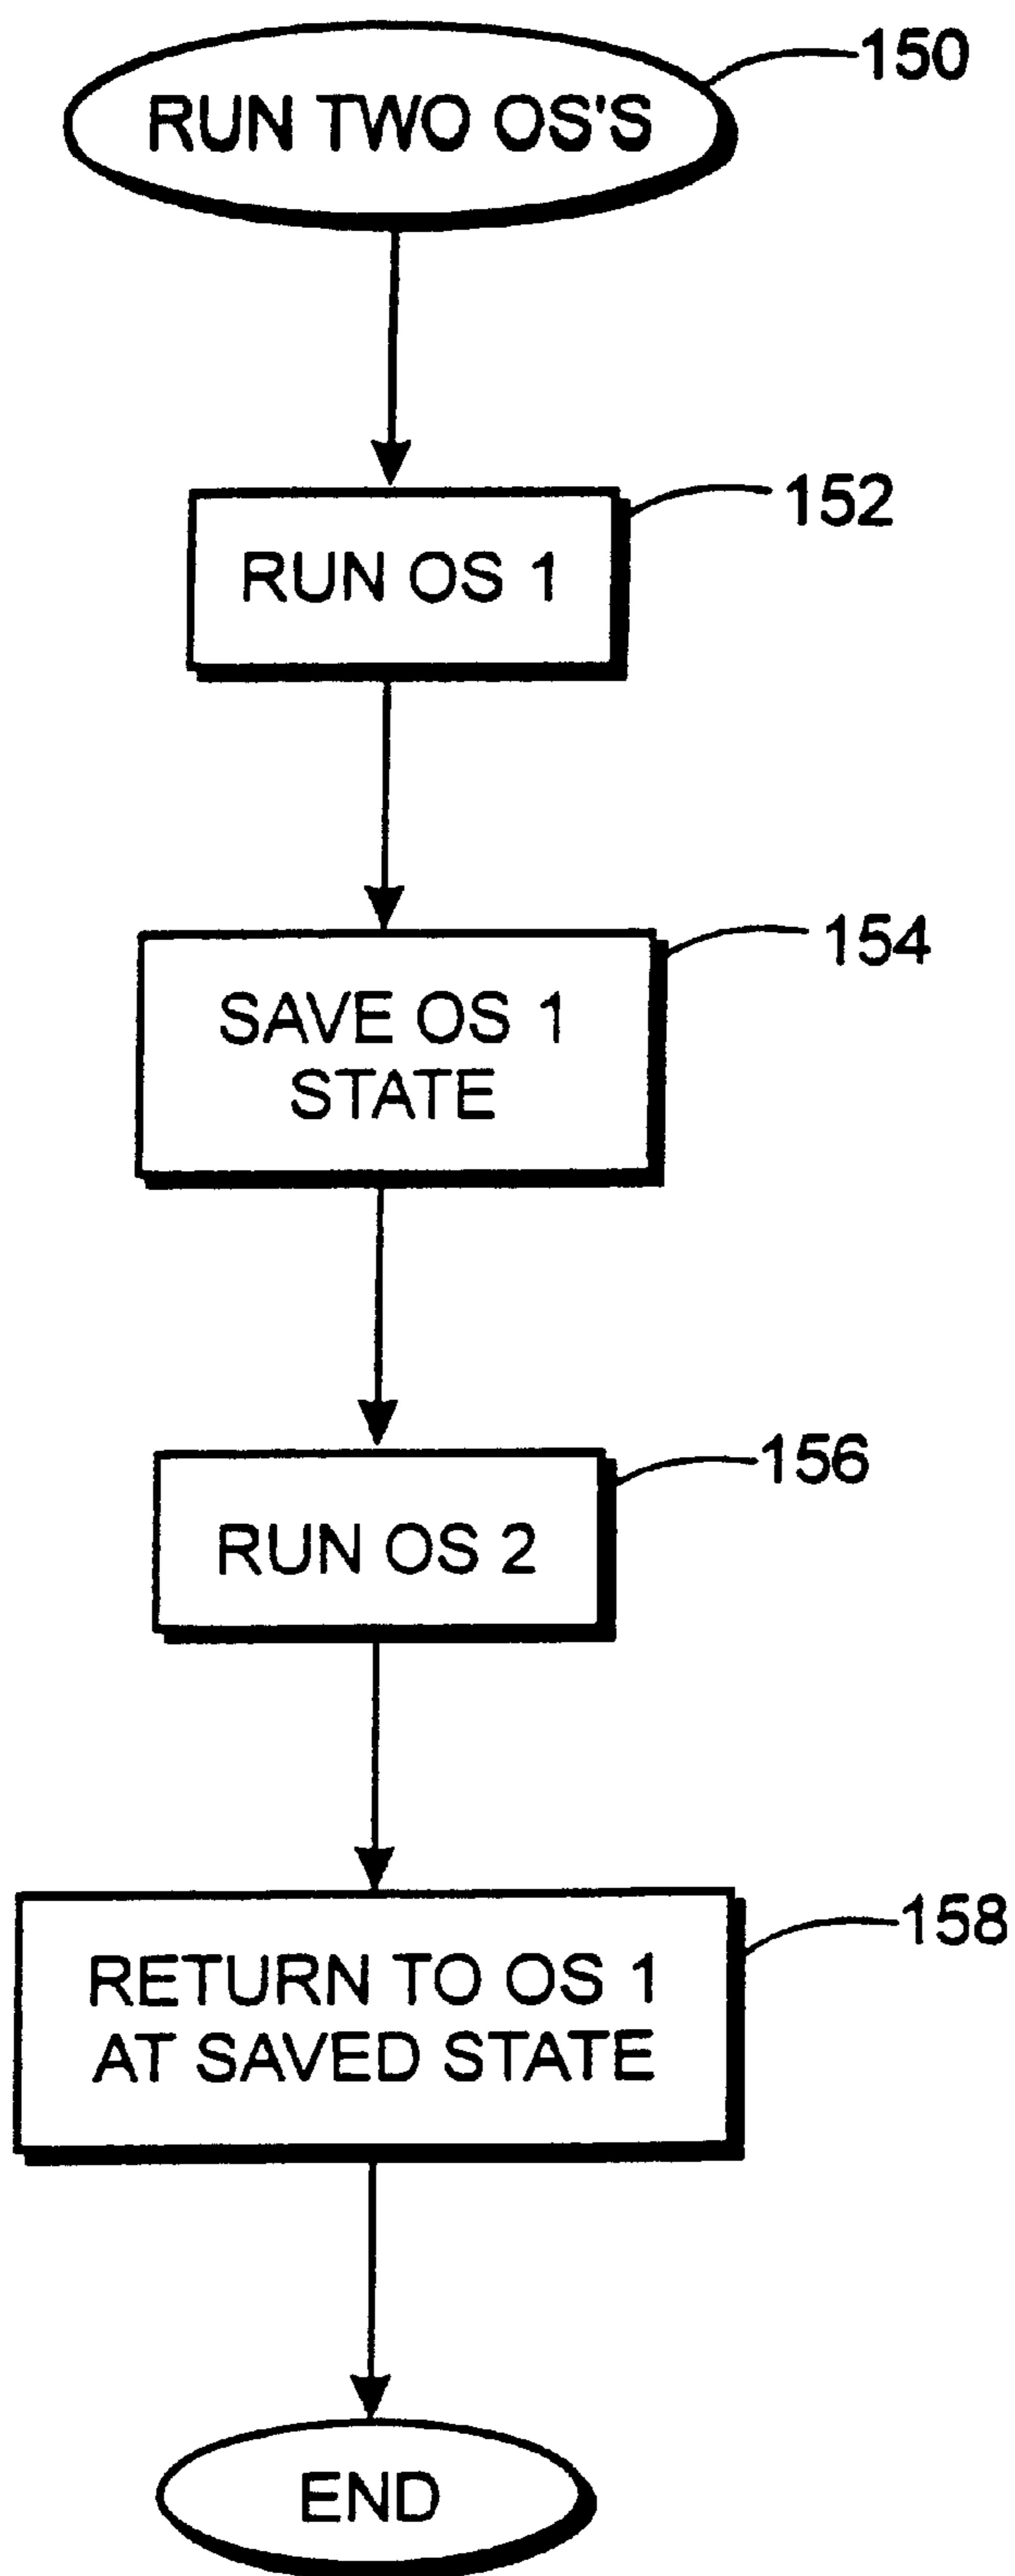 150
RUN TWO OS'S
152
RUN OS 1
154
SAVE OS 1
STATE
156
RUN OS 2
158
RETURN TO OS 1
AT SAVED STATE
END